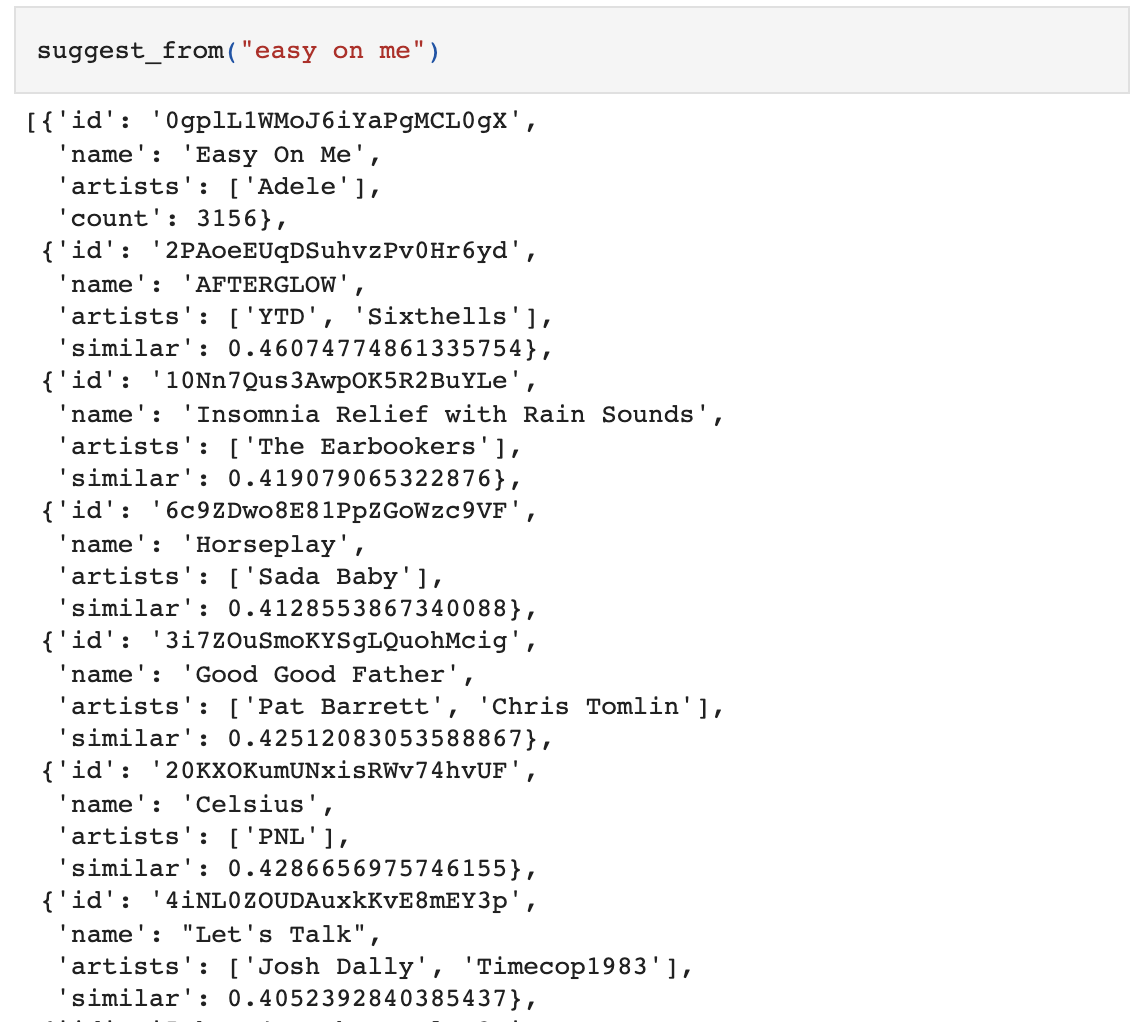 suggest_from("easy on me")
[{'id': '0gplL1WMoJ6iYaPgMCL0gX',
'name': 'Easy On Me',
'artists': ['Adele'],
'count': 3156},
{'id': '2PAoeEUqDSuhvzPv0Hr6yd',
'name': 'AFTERGLOW',
'artists': ['YTD', 'Sixthells'],
'similar': 0.46074774861335754},
{'id': '10Nn7Qus3AwpOK5R2BuYLe',
'name': 'Insomnia Relief with Rain Sounds',
'artists': ['The Earbookers'],
'similar': 0.419079065322876},
{'id': '6c9ZDwo8E81PpZGoWzc9VF',
'name': 'Horseplay',
'artists': ['Sada Baby'],
'similar': 0.4128553867340088},
{'id': '3i7ZOuSmoKYSgLQuohMcig',
'name': 'Good Good Father',
'artists': ['Pat Barrett', 'Chris Tomlin'],
'similar': 0.42512083053588867},
{'id': '20KXOKumUNxisRWv74hvUF',
'name': 'Celsius',
'artists': ['PNL'],
'similar': 0.4286656975746155},
{'id': '4iNL0ZOUDAuxkKvE8mEY3p',
'name': "Let's Talk",
'artists': ['Josh Dally', 'Timecop1983'],
'similar': 0.4052392840385437},